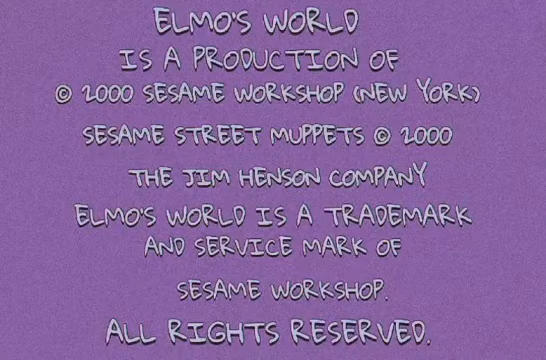 ELMO'S WORLD
IS A PRODUCTION OF
© 2000 SESAME WORKSHOP (NEW YORK)
SESAME STREET MUPPETS © 2000
THE JIM HENSON COMPANY
ELMO'S WORLD IS A TRADEMARK
AND SERVICE MARK OF
SESAME WORKSHOP.
ALL RIGHTS RESERVED.